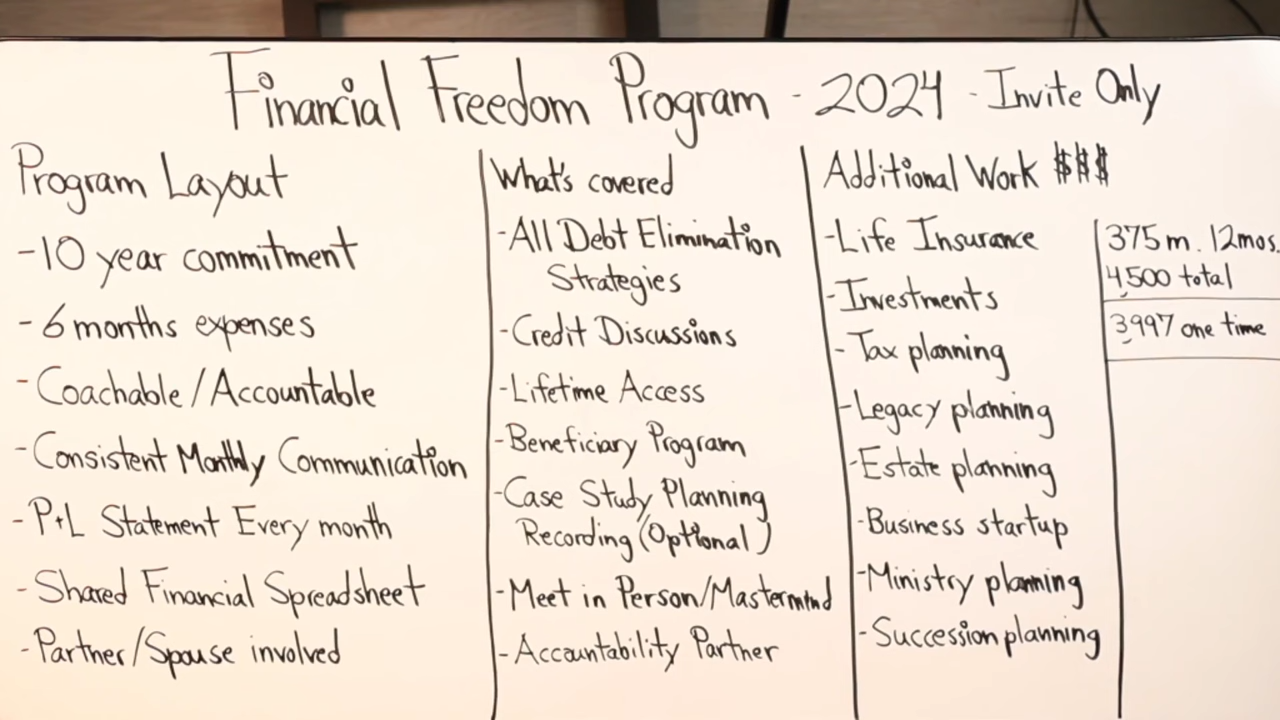 Financial Freedom Program - 2024 - Invite Only
Program Layout
-10 year commitment
-6 months expenses
-Coachable/Accountable
-Consistent Monthly Communication
-P+L Statement Every month
-Shared Financial Spreadsheet
-Partner/Spouse involved
What's covered
-All Debt Elimination
Strategies
-Credit Discussions
-Lifetime Access
-Beneficiary Program
-Case Study Planning
Recording (Optional)
-Meet in Person/Mastermind
-Accountability Partner
Additional Work $$$
-Life Insurance
-Investments
-Tax planning
-Legacy planning
-Estate planning
-Business startup
-Ministry planning
-Succession planning
375 m. 12mos.
4,500 total
3,997 one time